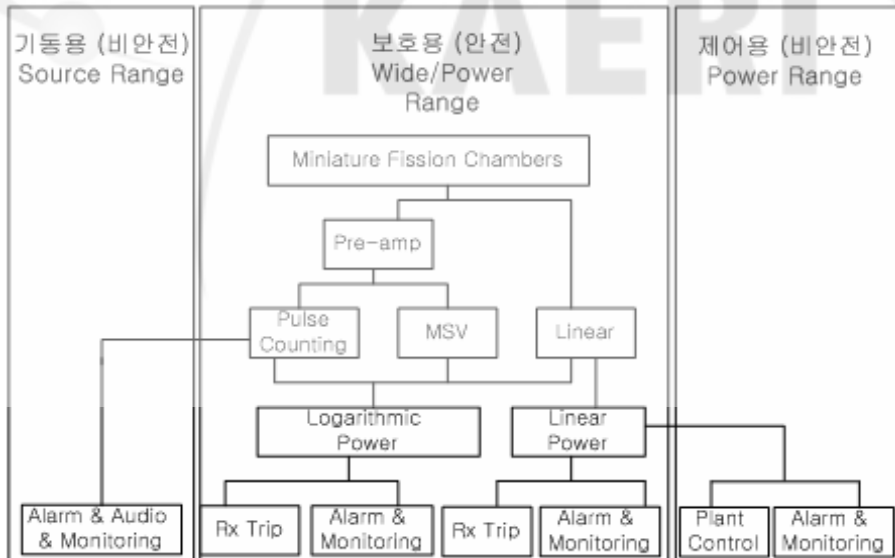 KAERI
기동용 (비안전)
Source Range
보호용 (안전)
Wide/Power
Range
제어용 (비안전)
Power Range
Miniature Fission Chambers
Pre-amp
Pulse
Counting
MSV
Linear
Logarithmic
Power
Linear
Power
Alarm & Audio
& Monitoring
Rx Trip
Alarm &
Monitoring
Rx Trip
Alarm &
Monitoring
Plant
Control
Alarm &
Monitoring